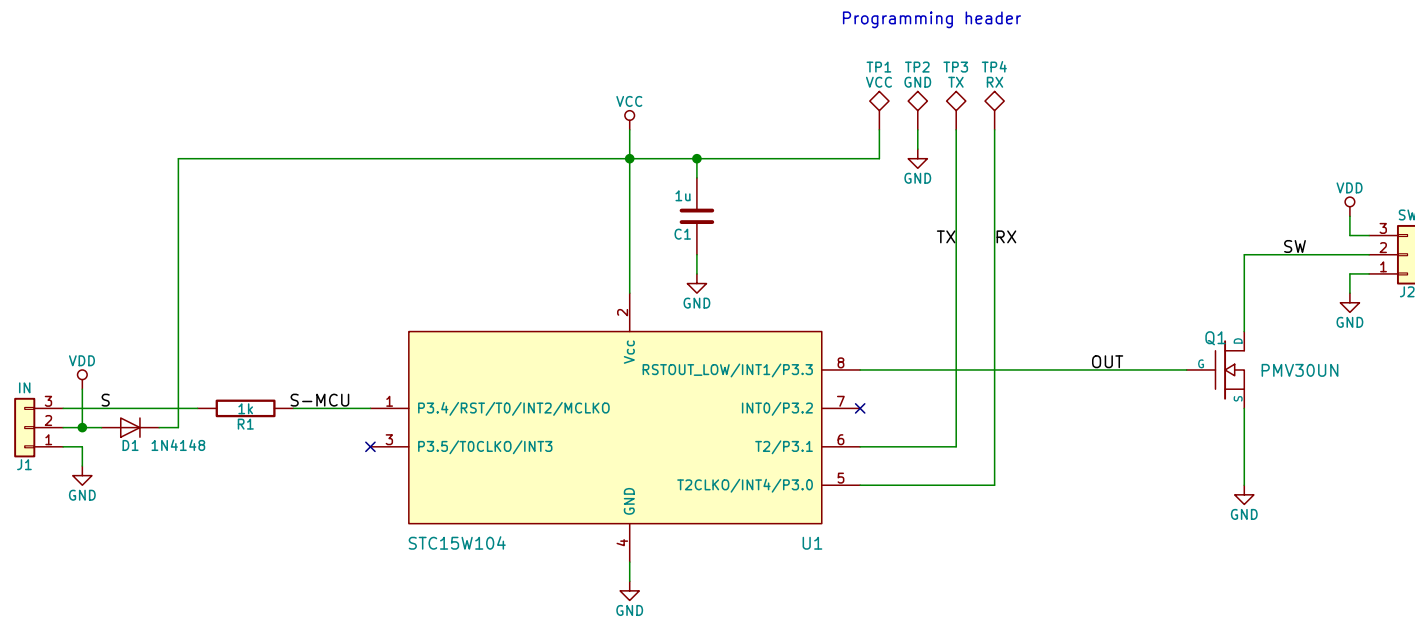 Programming header
TP1 TP2 TP3 TP4
VCC GND TX RX
VCC
GND
VDD
1u
SW
3
TX RX
C1
SW
2
1
J2
GND
GND
2
Q1
D
Vcc
VDD
RSTOUT_LOW/INT1/P3.3
8
OUT
G
PMV30UN
IN
3
S
1k
S-MCU
1
P3.4/RST/T0/INT2/MCLKO
INT0/P3.2
7
S
2
R1
1
D1 1N4148
3
P3.5/T0CLKO/INT3
T2/P3.1
6
J1
GND
GND
T2CLKO/INT4/P3.0
5
GND
4
STC15W104
U1
GND